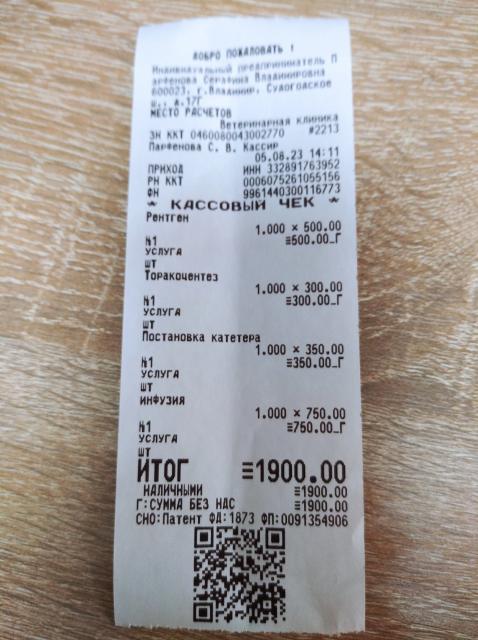 ДОБРО ПОЖАЛОВАТЬ !
Индивидуальный предприниматель П
арфенова Серафина Владимировна
600023, г.Владимир, Судогодское
ш., д.17Г
МЕСТО РАСЧЕТОВ
Ветеринарная клиника
ЗН ККТ 0460080043002770 #2213
Парфенова С. В. Кассир
05.08.23 14:11
ПРИХОД ИНН 332891763952
РН ККТ 0006075261055156
ФН 9961440300116773
* КАССОВЫЙ ЧЕК *
Рентген
1.000 × 500.00
№1 ≡500.00_Г
УСЛУГА
ШТ
Торакоцентез
1.000 × 300.00
№1 ≡300.00_Г
УСЛУГА
ШТ
Постановка катетера
1.000 × 350.00
№1 ≡350.00_Г
УСЛУГА
ШТ
ИНФУЗИЯ
1.000 × 750.00
№1 ≡750.00_Г
УСЛУГА
ШТ
ИТОГ ≡1900.00
НАЛИЧНЫМИ ≡1900.00
Г:СУММА БЕЗ НДС ≡1900.00
СНО:Патент ФД:1873 ФП:0091354906